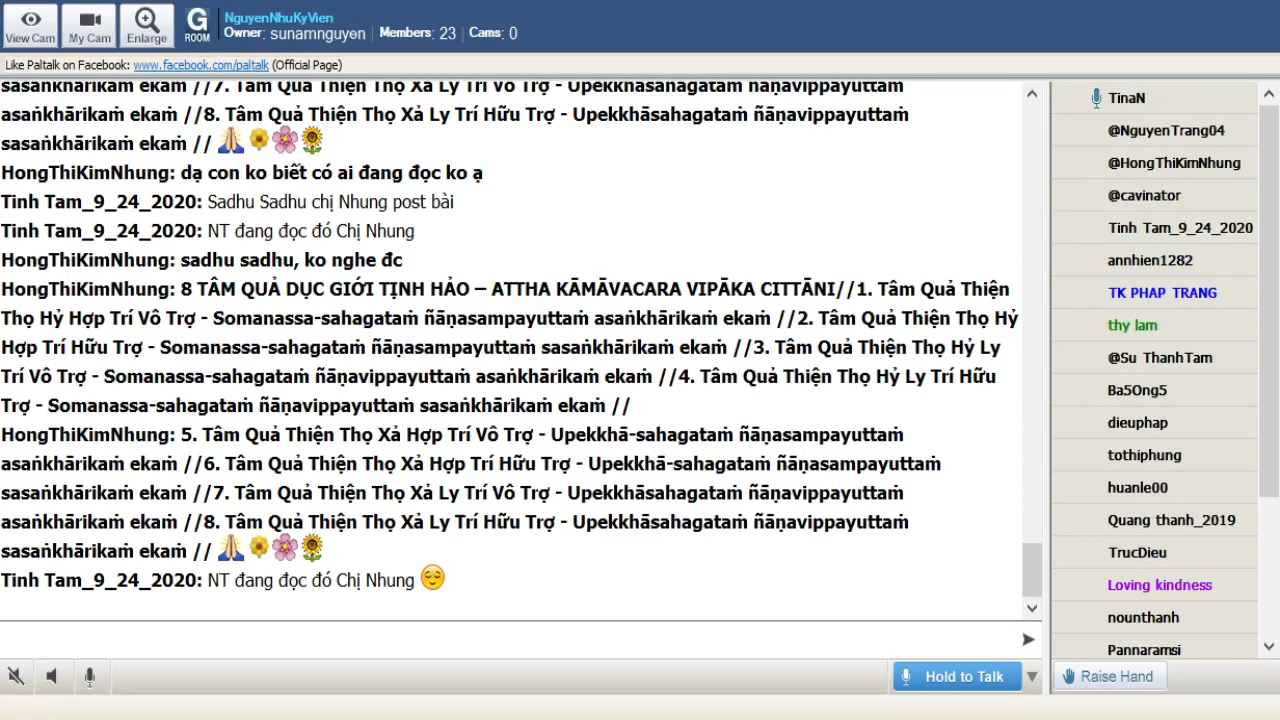 View Cam
My Cam
Enlarge
G ROOM
NguyenNhuKyVien
Owner: sunamnguyen | Members: 23 | Cams: 0
Like Paltalk on Facebook: www.facebook.com/paltalk (Official Page)
sasaṅkhārikaṁ ekaṁ //7. Tâm Quả Thiện Thọ Xả Ly Trí Vô Trợ - Upekkhāsahagataṁ ñāṇavippayuttaṁ
asaṅkhārikaṁ ekaṁ //8. Tâm Quả Thiện Thọ Xả Ly Trí Hữu Trợ - Upekkhāsahagataṁ ñāṇavippayuttaṁ
sasaṅkhārikaṁ ekaṁ //
HongThiKimNhung: dạ con ko biết có ai đang đọc ko ạ
Tinh Tam_9_24_2020: Sadhu Sadhu chị Nhung post bài
Tinh Tam_9_24_2020: NT đang đọc đó Chị Nhung
HongThiKimNhung: sadhu sadhu, ko nghe đc
HongThiKimNhung: 8 TÂM QUẢ DỤC GIỚI TỊNH HẢO – ATTHA KĀMĀVACARA VIPĀKA CITTĀNI//1. Tâm Quả Thiện
Thọ Hỷ Hợp Trí Vô Trợ - Somanassa-sahagataṁ ñāṇasampayuttaṁ asaṅkhārikaṁ ekaṁ //2. Tâm Quả Thiện Thọ Hỷ
Hợp Trí Hữu Trợ - Somanassa-sahagataṁ ñāṇasampayuttaṁ sasaṅkhārikaṁ ekaṁ //3. Tâm Quả Thiện Thọ Hỷ Ly
Trí Vô Trợ - Somanassa-sahagataṁ ñāṇavippayuttaṁ asaṅkhārikaṁ ekaṁ //4. Tâm Quả Thiện Thọ Hỷ Ly Trí Hữu
Trợ - Somanassa-sahagataṁ ñāṇavippayuttaṁ sasaṅkhārikaṁ ekaṁ //
HongThiKimNhung: 5. Tâm Quả Thiện Thọ Xả Hợp Trí Vô Trợ - Upekkhā-sahagataṁ ñāṇasampayuttaṁ
asaṅkhārikaṁ ekaṁ //6. Tâm Quả Thiện Thọ Xả Hợp Trí Hữu Trợ - Upekkhā-sahagataṁ ñāṇasampayuttaṁ
sasaṅkhārikaṁ ekaṁ //7. Tâm Quả Thiện Thọ Xả Ly Trí Vô Trợ - Upekkhāsahagataṁ ñāṇavippayuttaṁ
asaṅkhārikaṁ ekaṁ //8. Tâm Quả Thiện Thọ Xả Ly Trí Hữu Trợ - Upekkhāsahagataṁ ñāṇavippayuttaṁ
sasaṅkhārikaṁ ekaṁ //
Tinh Tam_9_24_2020: NT đang đọc đó Chị Nhung
Hold to Talk
TinaN
@NguyenTrang04
@HongThiKimNhung
@cavinator
Tinh Tam_9_24_2020
annhien1282
TK PHAP TRANG
thy lam
@Su ThanhTam
Ba5Ong5
dieuphap
tothiphung
huanle00
Quang thanh_2019
TrucDieu
Loving kindness
nounthanh
Pannaramsi
Raise Hand